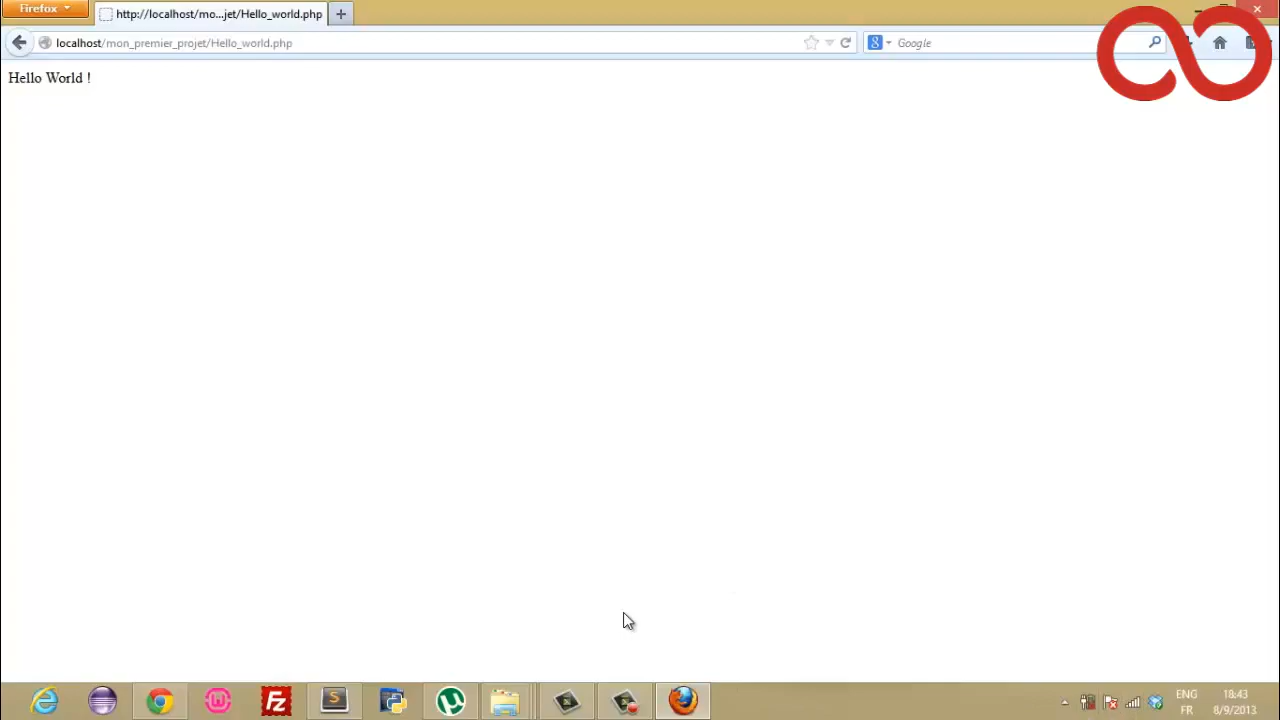 Firefox
http://localhost/mo...jet/Hello_world.php
localhost/mon_premier_projet/Hello_world.php
Google
Hello World !
ENG
18:43
FR
8/9/2013